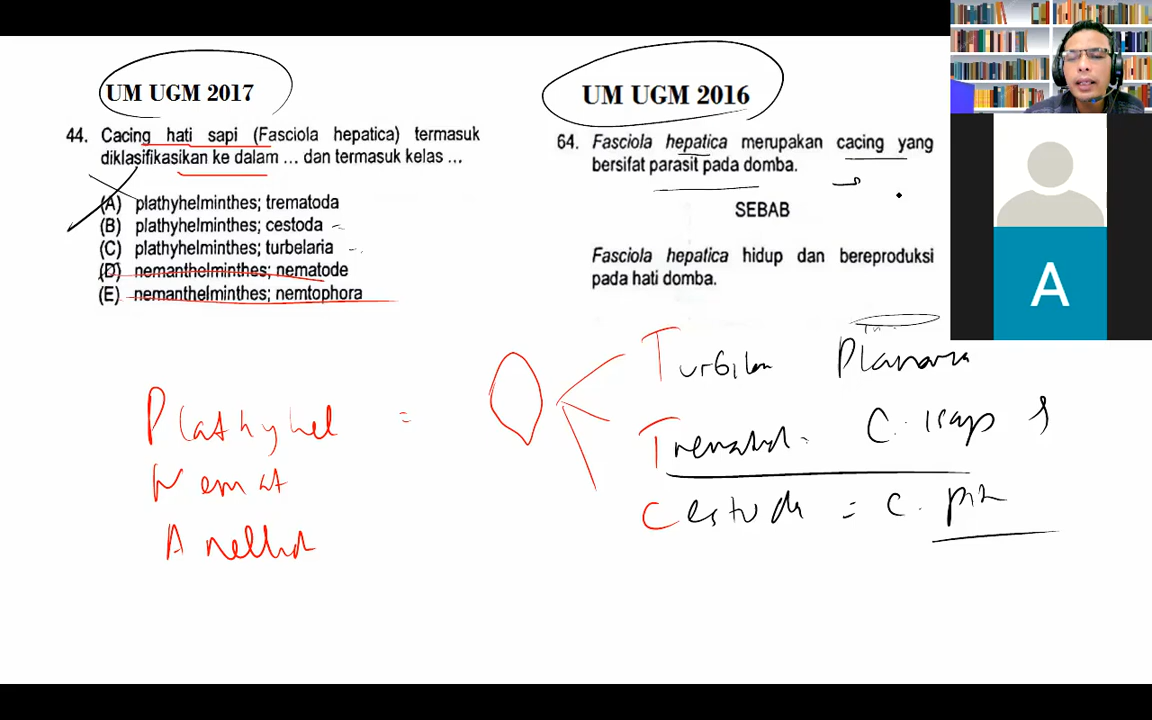 UM UGM 2017
44. Cacing hati sapi (Fasciola hepatica) termasuk
diklasifikasikan ke dalam ... dan termasuk kelas ...
(A) plathyhelminthes; trematoda
(B) plathyhelminthes; cestoda
(C) plathyhelminthes; turbelaria
(D) nemanthelminthes; nematode
(E) nemanthelminthes; nemtophora
UM UGM 2016
64. Fasciola hepatica merupakan cacing yang
bersifat parasit pada domba.
SEBAB
Fasciola hepatica hidup dan bereproduksi
pada hati domba.
A
Plathyhel =
Nemat
Planaria
C.
Cestoda = C. pita